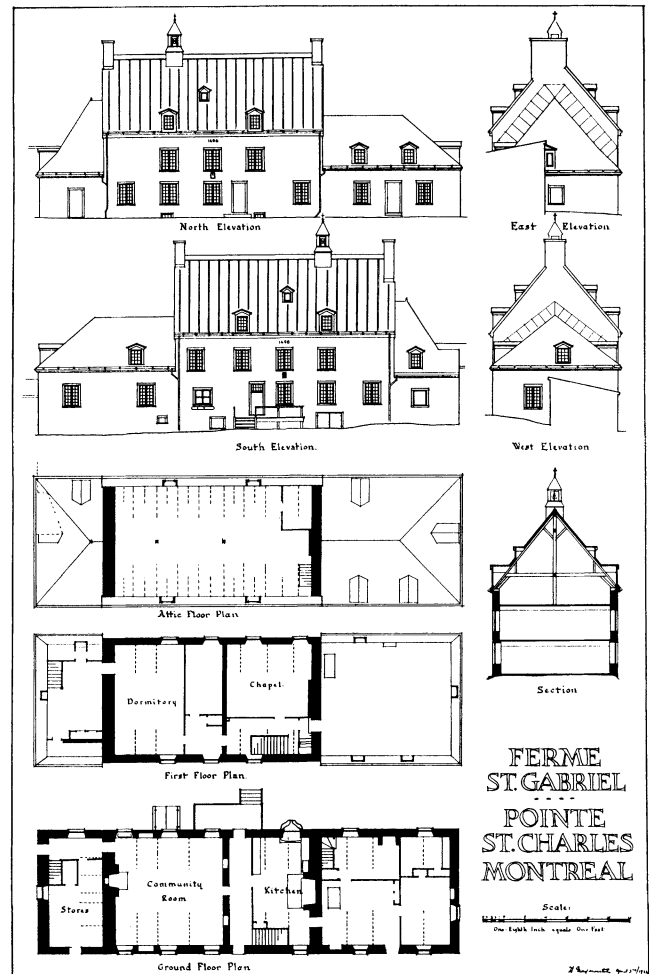 1698
North Elevation
East Elevation
1698
South Elevation.
West Elevation
Attic Floor Plan
Section
Dormitory
Chapel.
First Floor Plan.
FERME
ST. GABRIEL
POINTE
ST. CHARLES
MONTREAL
Community
Room
Kitchen
Stores
Ground Floor Plan
Scale:
One Eighth Inch equals One Foot